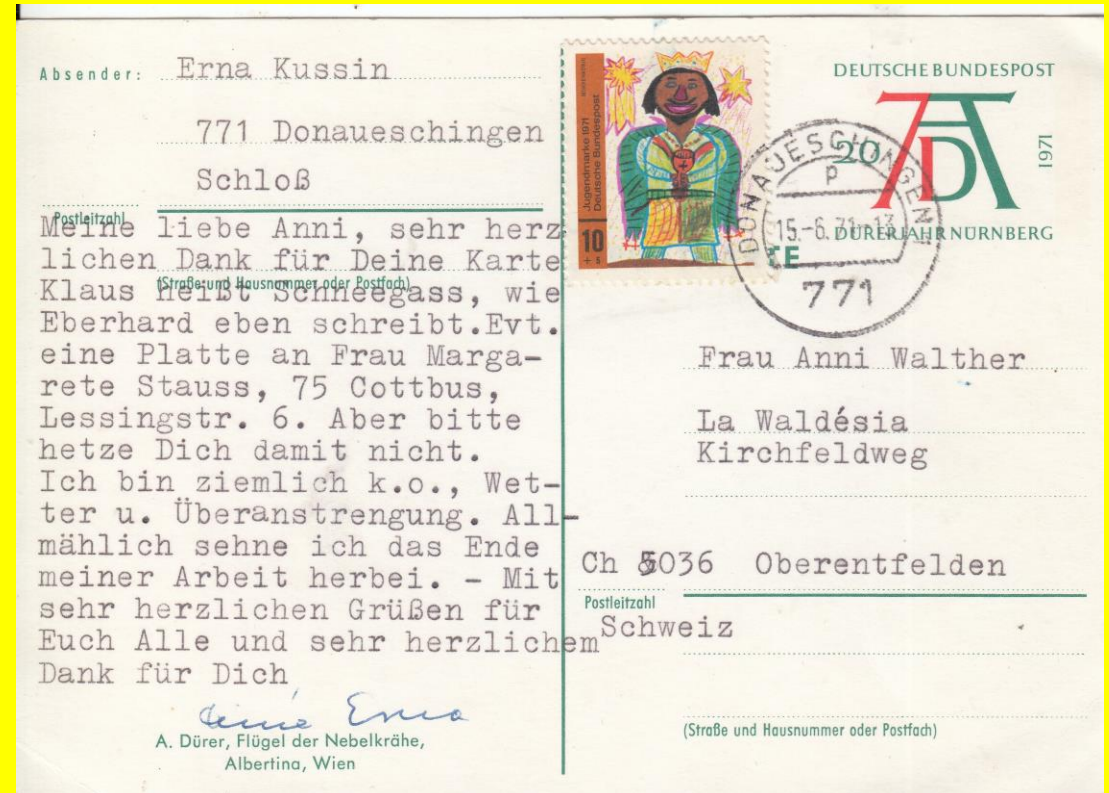 Absender: Erna Kussin
771 Donaueschingen
Schloß
Postleitzahl
(Straße und Hausnummer oder Postfach)
Meine liebe Anni, sehr herz
lichen Dank für Deine Karte
Klaus heißt Schneegass, wie
Eberhard eben schreibt.Evt.
eine Platte an Frau Marga-
rete Stauss, 75 Cottbus,
Lessingstr. 6. Aber bitte
hetze Dich damit nicht.
Ich bin ziemlich k.o., Wet-
ter u. Überanstrengung. All-
mählich sehne ich das Ende
meiner Arbeit herbei. - Mit
sehr herzlichen Grüßen für
Euch Alle und sehr herzlichem
Dank für Dich
Deine Erna
A. Dürer, Flügel der Nebelkrähe,
Albertina, Wien
Jugendmarke 1971
Deutsche Bundespost
10
+ 5
DEUTSCHE BUNDESPOST
20
AD
1971
DÜRERJAHR NÜRNBERG
DONAUESCHINGEN 1
p
15.-6.71-13
771
Frau Anni Walther
La Waldésia
Kirchfeldweg
Ch 5036 Oberentfelden
Postleitzahl
Schweiz
(Straße und Hausnummer oder Postfach)